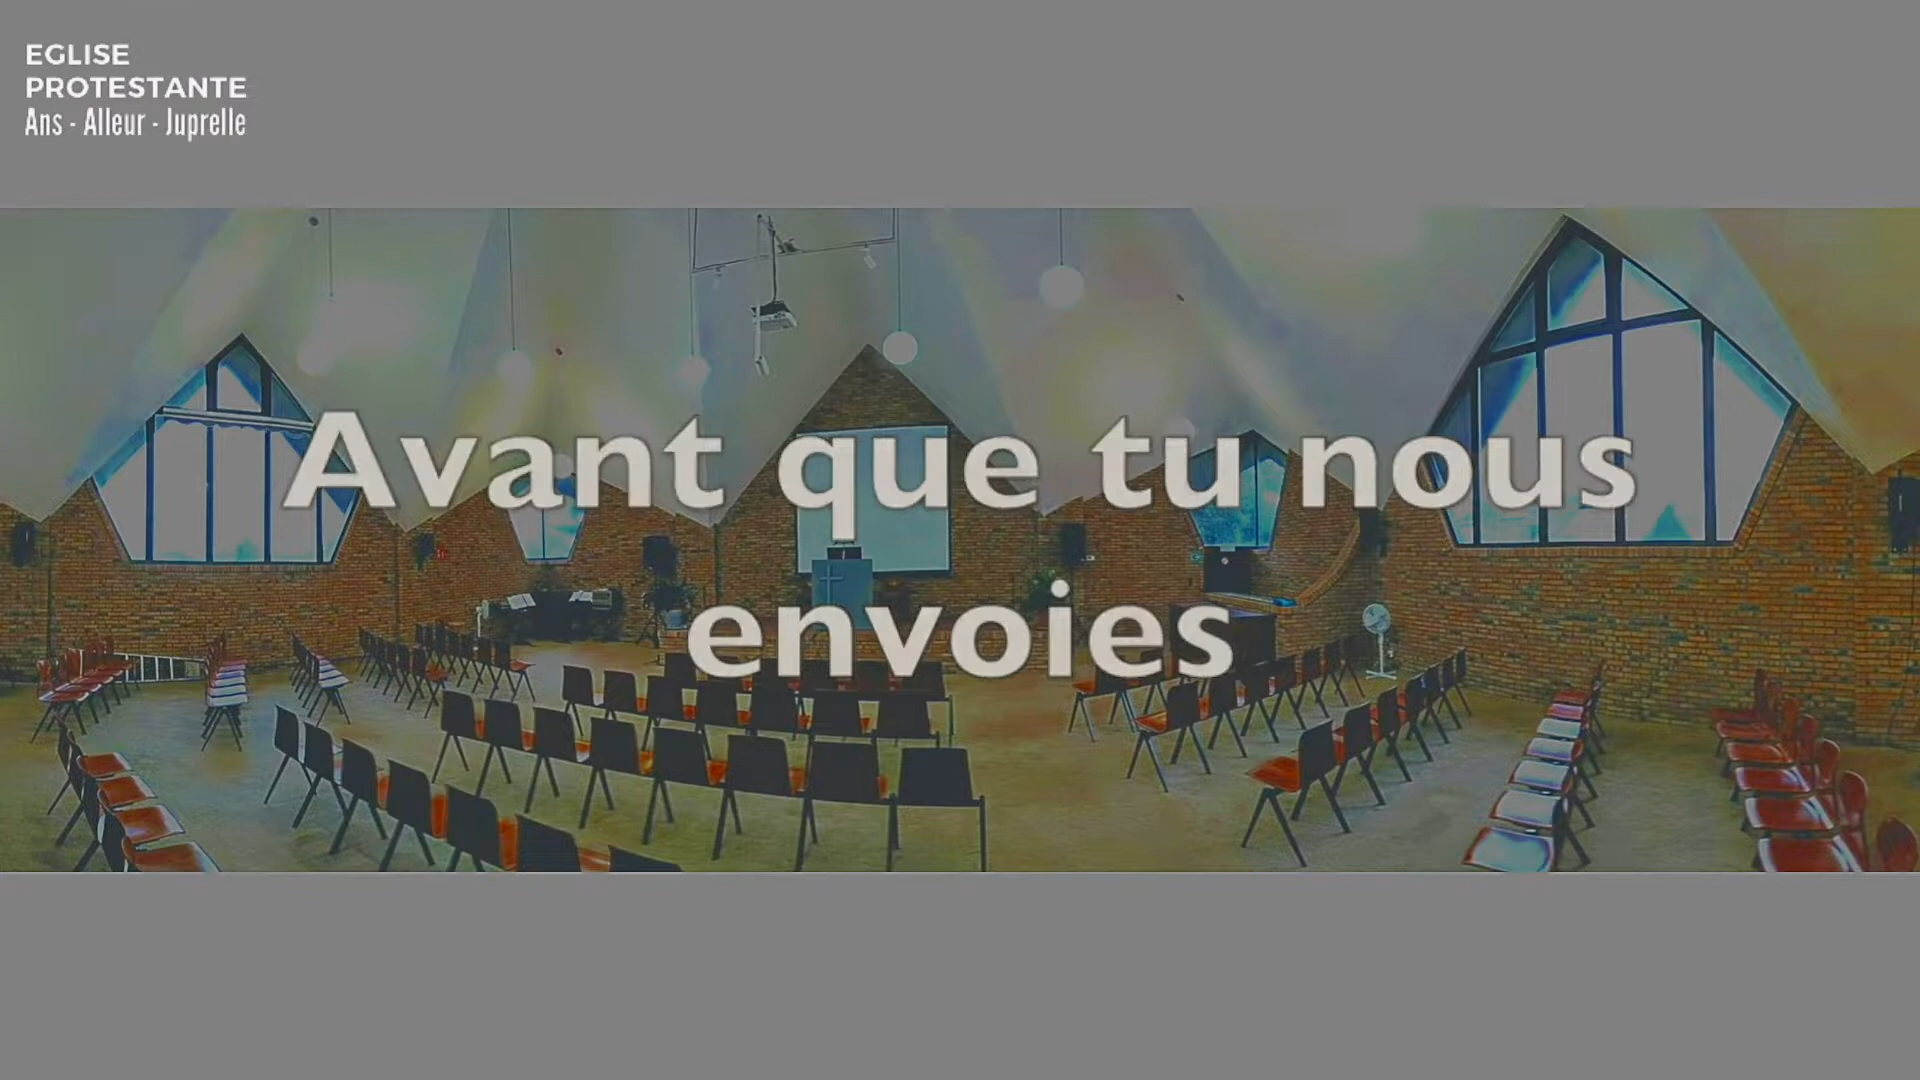 EGLISE
PROTESTANTE
Ans - Alleur - Juprelle
Avant que tu nous
envoies